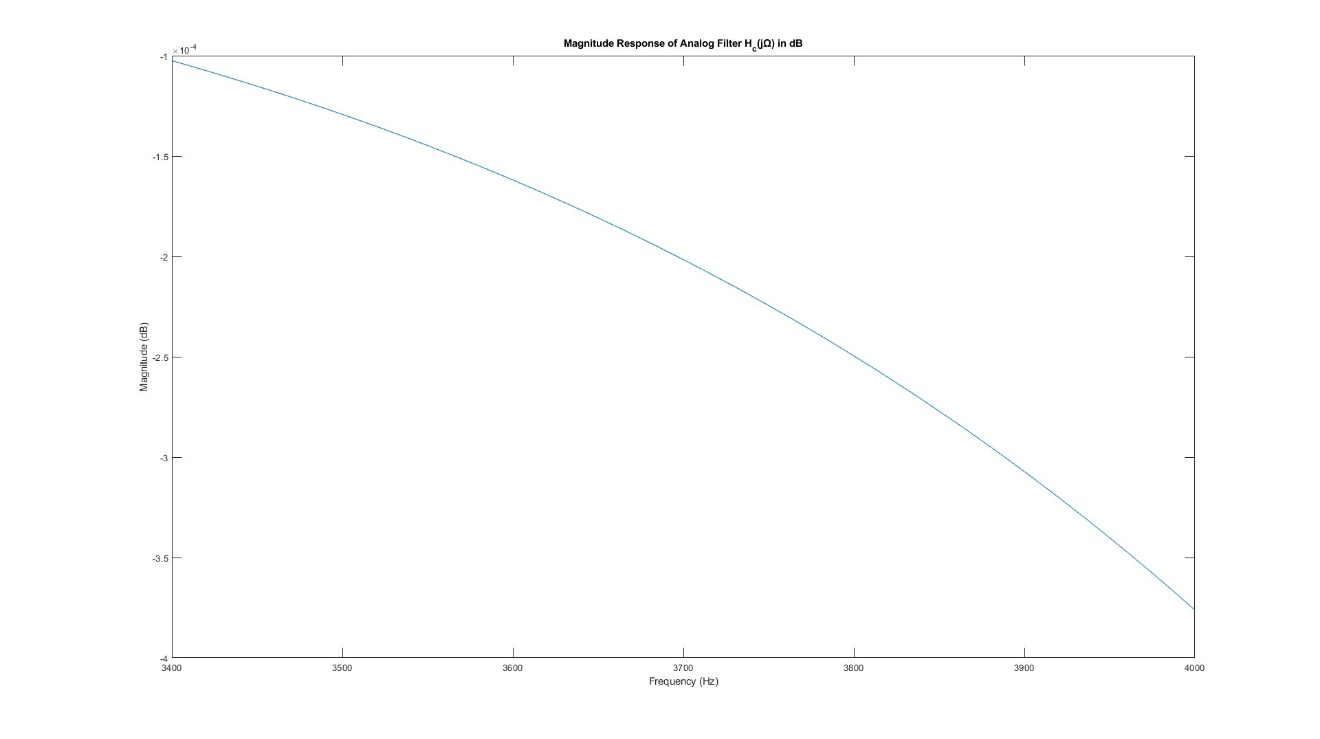 Magnitude Response of Analog Filter H_c(jΩ) in dB
×10^-4
-1
-1.5
-2
-2.5
-3
-3.5
-4
Magnitude (dB)
3400 3500 3600 3700 3800 3900 4000
Frequency (Hz)